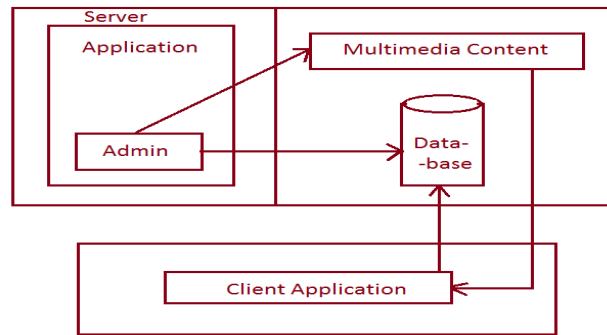 Server
Application
Multimedia Content
Admin
Data-
-base
Client Application